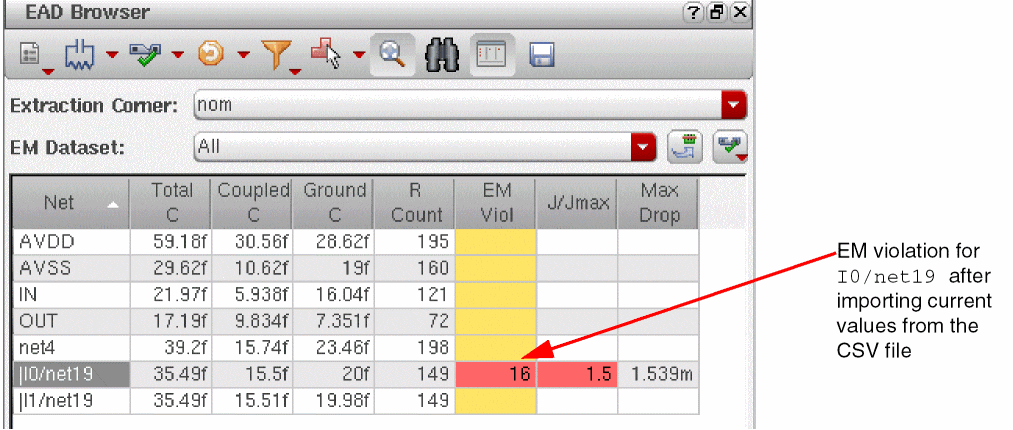 EAD Browser
Extraction Corner: nom
EM Dataset: All
Net Total C Coupled C Ground C R Count EM Viol J/Jmax Max Drop
AVDD 59.18f 30.56f 28.62f 195
AVSS 29.62f 10.62f 19f 160
IN 21.97f 5.938f 16.04f 121
OUT 17.19f 9.834f 7.351f 72
net4 39.2f 15.74f 23.46f 198
|I0/net19 35.49f 15.5f 20f 149 16 1.5 1.539m
|I1/net19 35.49f 15.51f 19.98f 149
EM violation for
I0/net19 after
importing current
values from the
CSV file